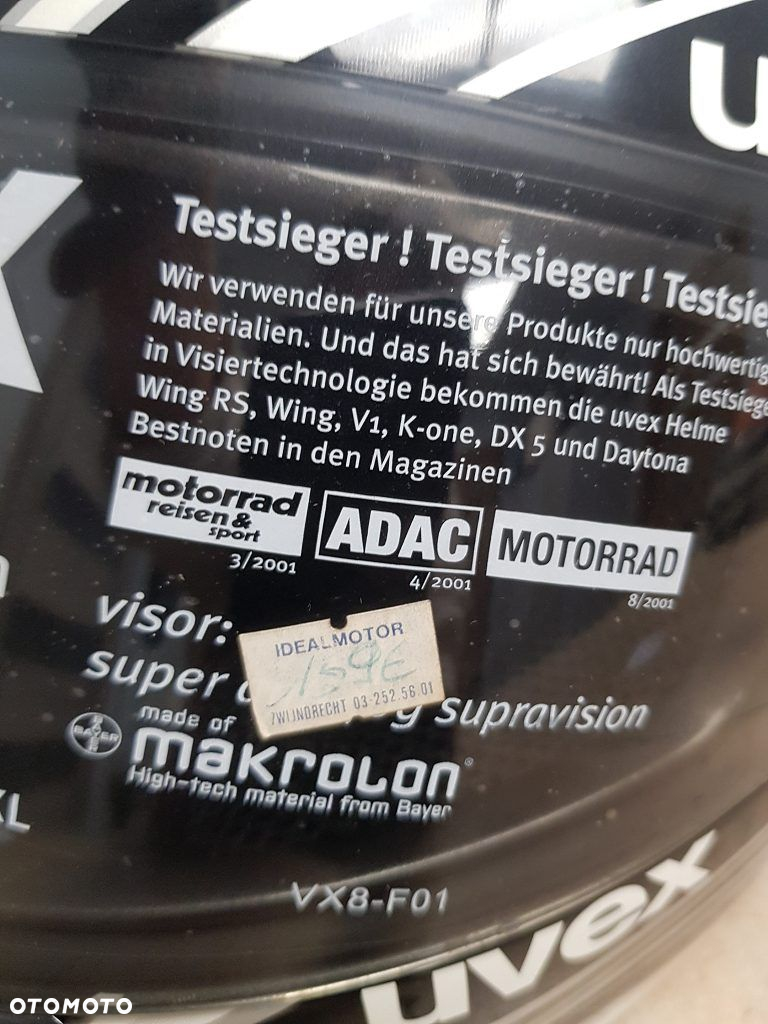 u
Testsieger ! Testsieger ! Testsie
Wir verwenden für unsere Produkte nur hochwertig
Materialien. Und das hat sich bewährt! Als Testsiege
in Visiertechnologie bekommen die uvex Helme
Wing RS, Wing, V1, K-one, DX 5 und Daytona
Bestnoten in den Magazinen
motorrad
reisen &
sport
3/2001
ADAC
4/2001
MOTORRAD
8/2001
visor:
super
supravision
IDEALMOTOR
ZWIJNDRECHT 03-252.56.01
BAYER
made of
makrolon®
High-tech material from Bayer
XL
VX8-F01
uvex
OTOMOTO